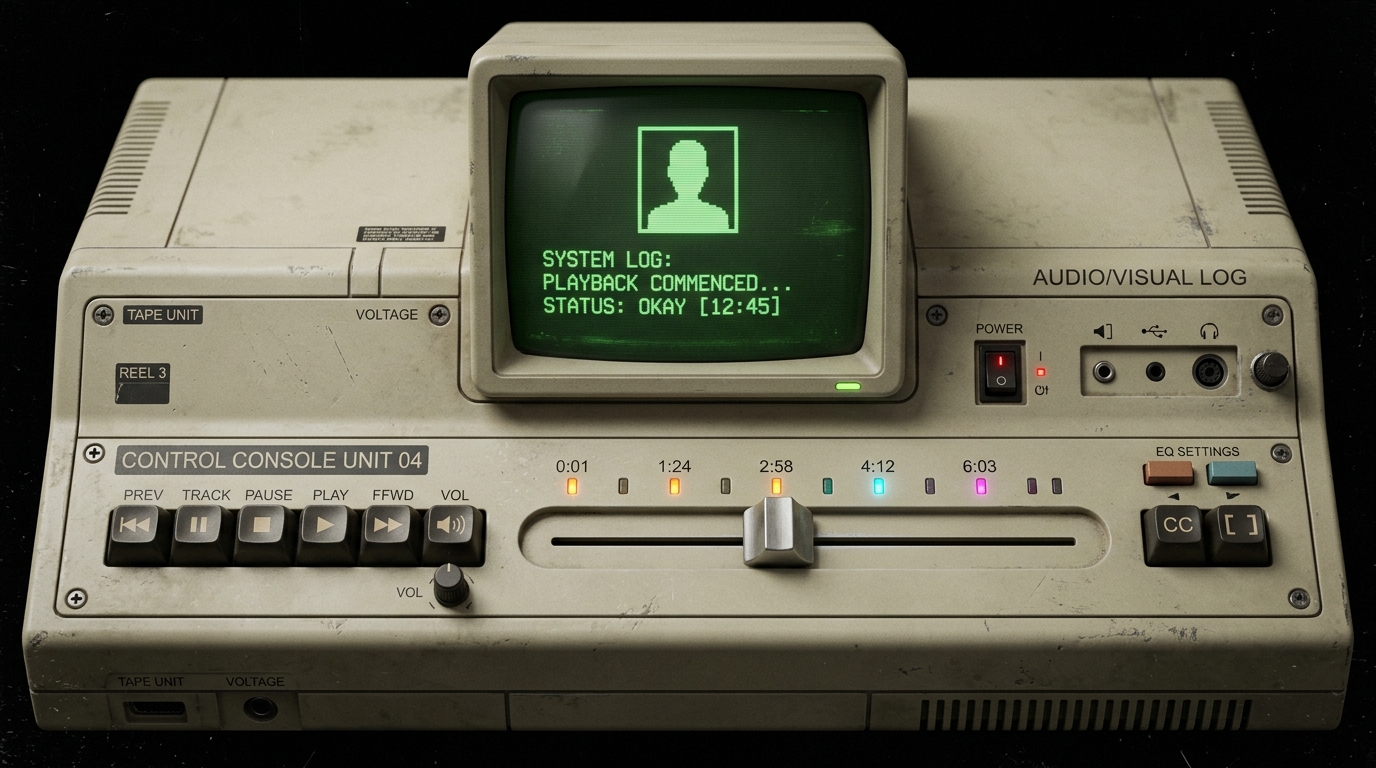 SYSTEM LOG:
PLAYBACK COMMENCED...
STATUS: OKAY [12:45]
AUDIO/VISUAL LOG
TAPE UNIT
VOLTAGE
POWER
REEL 3
CONTROL CONSOLE UNIT 04
0:01 1:24 2:58 4:12 6:03
EQ SETTINGS
PREV TRACK PAUSE PLAY FFWD VOL
CC [ ]
VOL
TAPE UNIT VOLTAGE